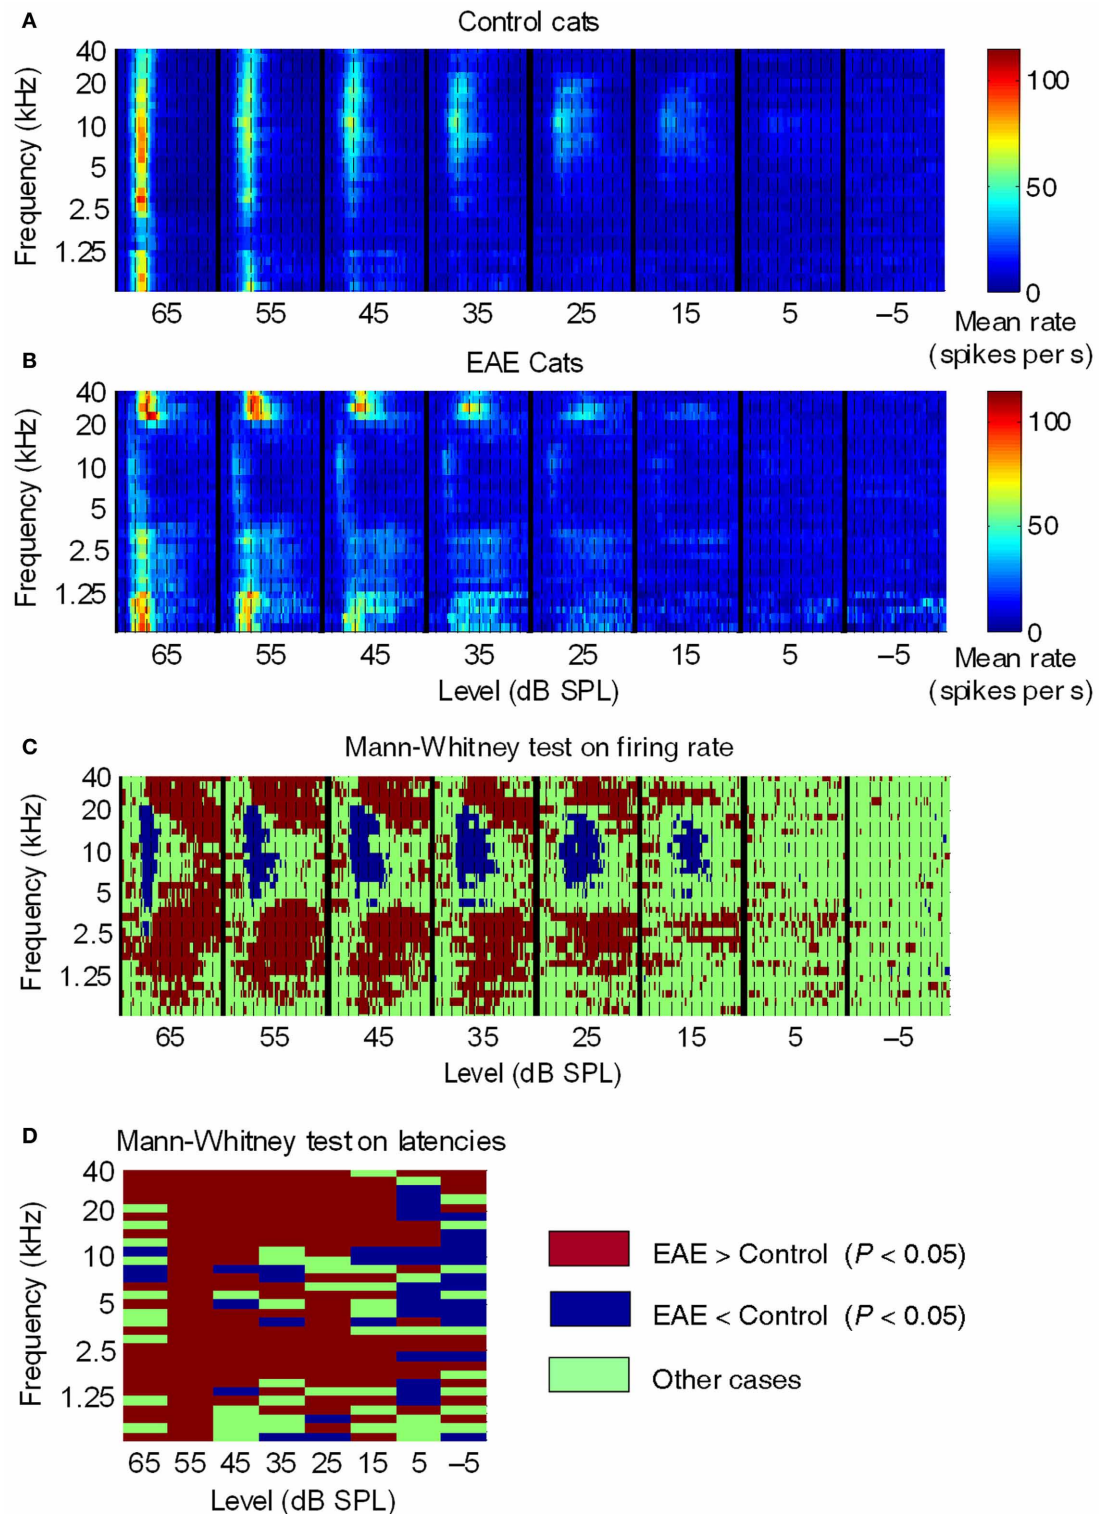 A
Control cats
Frequency (kHz)
40
20
10
5
2.5
1.25
65 55 45 35 25 15 5 –5
100
50
0
Mean rate
(spikes per s)
B
EAE Cats
Frequency (kHz)
40
20
10
5
2.5
1.25
65 55 45 35 25 15 5 –5
Level (dB SPL)
100
50
0
Mean rate
(spikes per s)
C
Mann-Whitney test on firing rate
Frequency (kHz)
40
20
10
5
2.5
1.25
65 55 45 35 25 15 5 –5
Level (dB SPL)
D
Mann-Whitney test on latencies
Frequency (kHz)
40
20
10
5
2.5
1.25
65 55 45 35 25 15 5 –5
Level (dB SPL)
EAE > Control (P < 0.05)
EAE < Control (P < 0.05)
Other cases